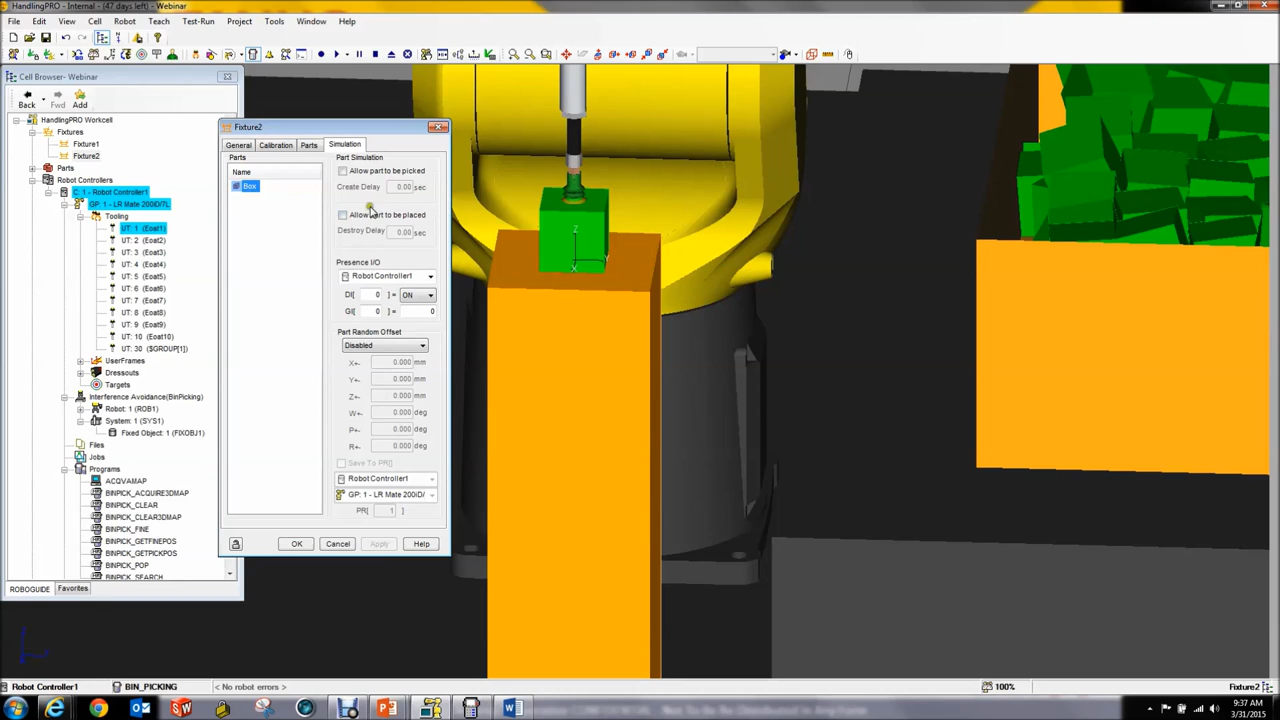 HandlingPRO - Internal - (47 days left) - Webinar
File Edit View Cell Robot Teach Test-Run Project Tools Window Help
Cell Browser- Webinar
Back Fwd Add
HandlingPRO Workcell
Fixtures
Fixture1
Fixture2
Parts
Robot Controllers
C: 1 - Robot Controller1
GP: 1 - LR Mate 200iD/7L
Tooling
UT: 1 (Eoat1)
UT: 2 (Eoat2)
UT: 3 (Eoat3)
UT: 4 (Eoat4)
UT: 5 (Eoat5)
UT: 6 (Eoat6)
UT: 7 (Eoat7)
UT: 8 (Eoat8)
UT: 9 (Eoat9)
UT: 10 (Eoat10)
UT: 30 ($GROUP[1])
UserFrames
Dressouts
Targets
Interference Avoidance(BinPicking)
Robot: 1 (ROB1)
System: 1 (SYS1)
Fixed Object: 1 (FIXOBJ1)
Files
Jobs
Programs
ACQVAMAP
BINPICK_ACQUIRE3DMAP
BINPICK_CLEAR
BINPICK_CLEAR3DMAP
BINPICK_FINE
BINPICK_GETFINEPOS
BINPICK_GETPICKPOS
BINPICK_POP
BINPICK_SEARCH
ROBOGUIDE Favorites
Fixture2
General Calibration Parts Simulation
Parts
Name
Box
Part Simulation
Allow part to be picked
Create Delay 0.00 sec
Allow part to be placed
Destroy Delay 0.00 sec
Presence I/O
Robot Controller1
DI[ 0 ] = ON
GI[ 0 ] = 0
Part Random Offset
Disabled
X+- 0.000 mm
Y+- 0.000 mm
Z+- 0.000 mm
W+- 0.000 deg
P+- 0.000 deg
R+- 0.000 deg
Save To PR[]
Robot Controller1
GP: 1 - LR Mate 200iD/
PR[ 1 ]
OK Cancel Apply Help
Z
X Y
Robot Controller1 BIN_PICKING < No robot errors > 100% Fixture2
9:37 AM
3/31/2015